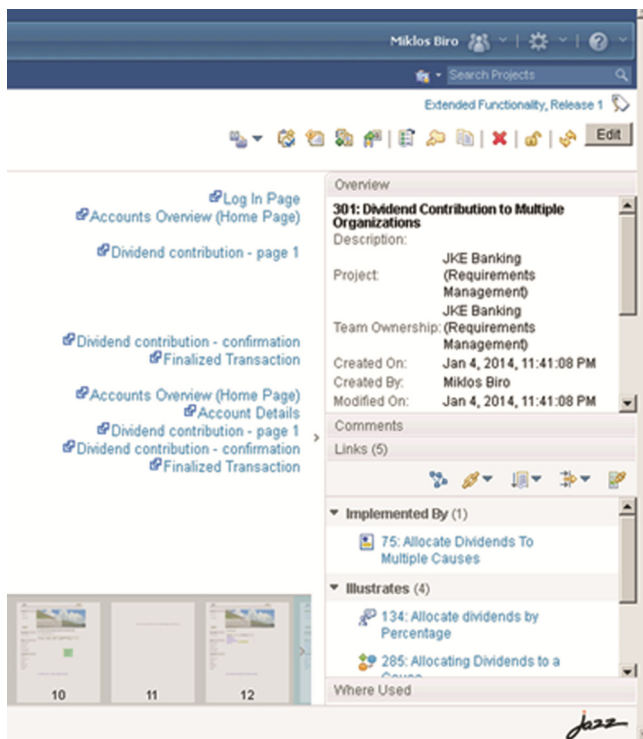 Miklos Biro
Search Projects
Extended Functionality, Release 1
Edit
Log In Page
Accounts Overview (Home Page)
Dividend contribution - page 1
Dividend contribution - confirmation
Finalized Transaction
Accounts Overview (Home Page)
Account Details
Dividend contribution - page 1
Dividend contribution - confirmation
Finalized Transaction
Overview
301: Dividend Contribution to Multiple
Organizations
Description:
Project: JKE Banking
(Requirements
Management)
Team Ownership: JKE Banking
(Requirements
Management)
Created On: Jan 4, 2014, 11:41:08 PM
Created By: Miklos Biro
Modified On: Jan 4, 2014, 11:41:08 PM
Comments
Links (5)
Implemented By (1)
75: Allocate Dividends To
Multiple Causes
Illustrates (4)
134: Allocate dividends by
Percentage
285: Allocating Dividends to a
Where Used
10 11 12
jazz